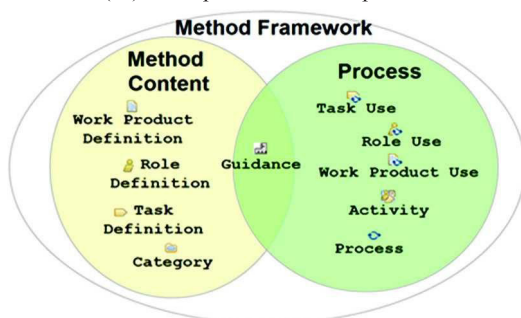 Method Framework
Method
Content
Work Product
Definition
Role
Definition
Task
Definition
Category
Guidance
Process
Task Use
Role Use
Work Product Use
Activity
Process